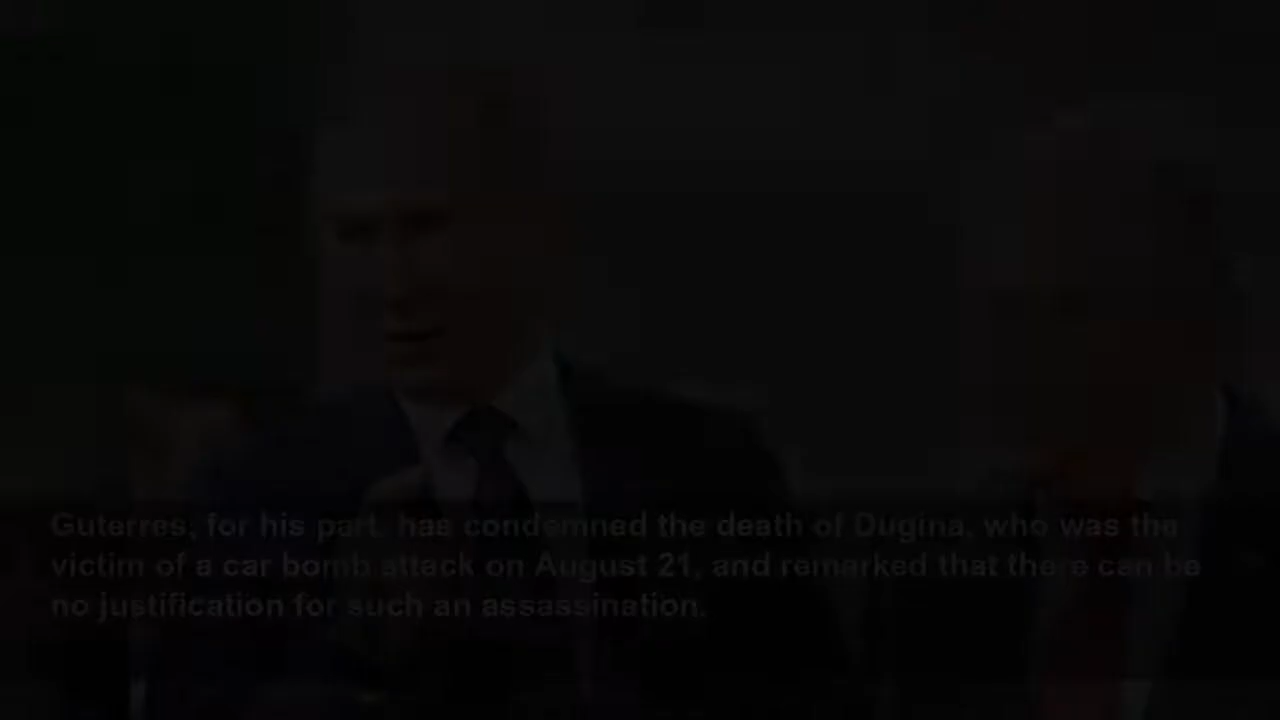 Guterres, for his part, has condemned the death of Dugina, who was the
victim of a car bomb attack on August 21, and remarked that there can be
no justification for such an assassination.